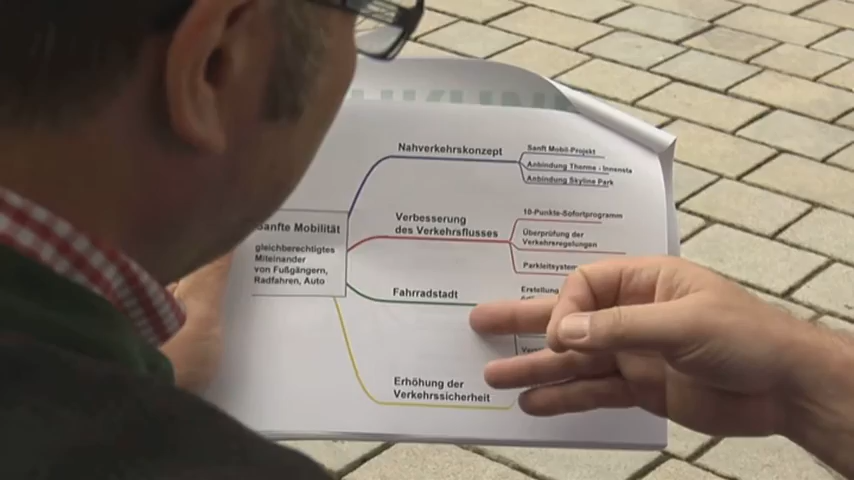 Nahverkehrskonzept
Sanft Mobil-Projekt
Anbindung Therme - Innensta
Anbindung Skyline Park
Sanfte Mobilität
gleichberechtigtes
Miteinander
von Fußgängern,
Radfahren, Auto
Verbesserung
des Verkehrsflusses
10-Punkte-Sofortprogramm
Überprüfung der
Verkehrsregelungen
Parkleitsystem
Fahrradstadt
Erstellung
Erhöhung der
Verkehrssicherheit